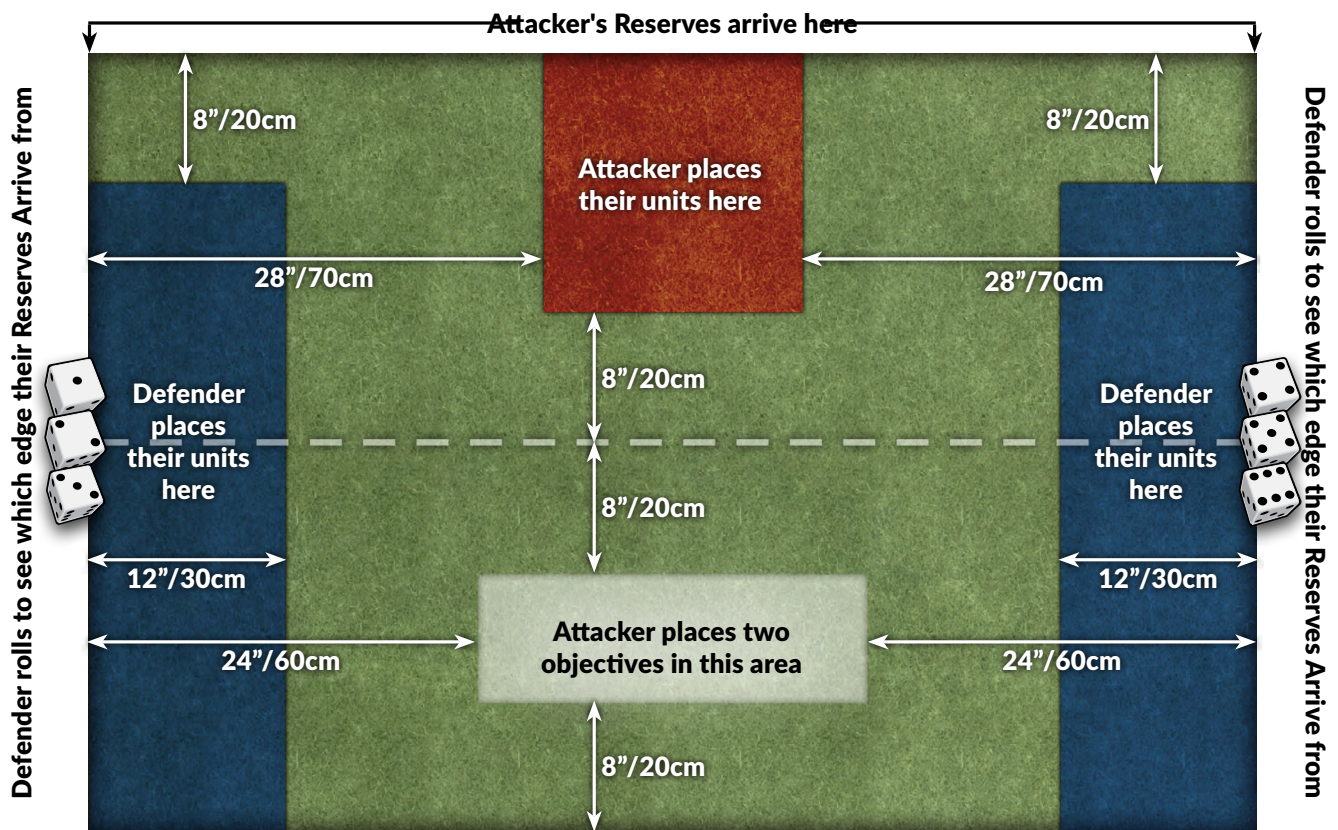 Attacker's Reserves arrive here
8”/20cm
8”/20cm
Attacker places
their units here
28”/70cm
28”/70cm
Defender rolls to see which edge their Reserves Arrive from
Defender rolls to see which edge their Reserves Arrive from
8”/20cm
Defender
places
their units
here
Defender
places
their units
here
8”/20cm
12”/30cm
12”/30cm
Attacker places two
objectives in this area
24”/60cm
24”/60cm
8”/20cm